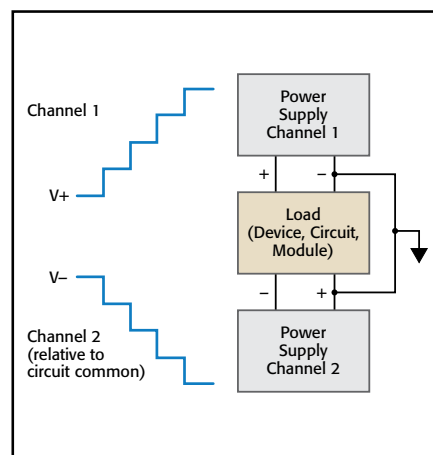 Channel 1
V+
Power
Supply
Channel 1
+ −
Load
(Device, Circuit,
Module)
− +
V−
Channel 2
(relative to
circuit common)
Power
Supply
Channel 2